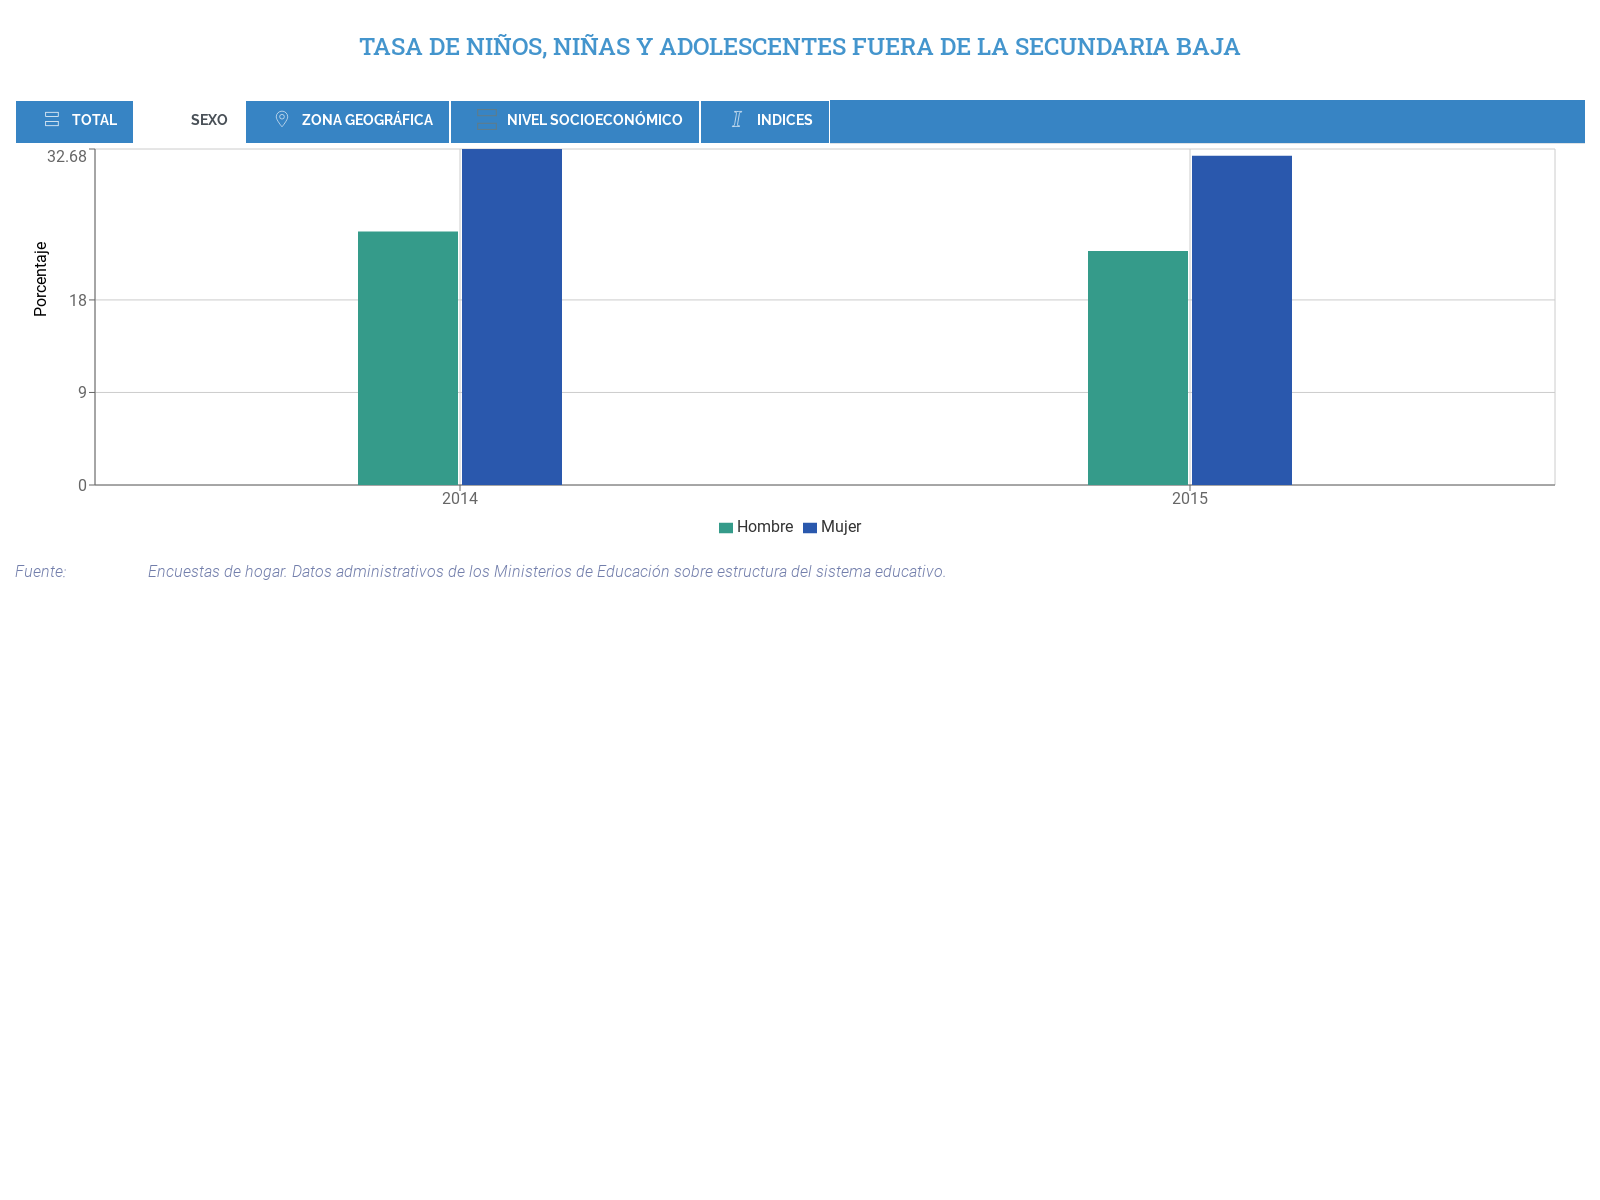 TASA DE NIÑOS, NIÑAS Y ADOLESCENTES FUERA DE LA SECUNDARIA BAJA
TOTAL SEXO ZONA GEOGRÁFICA NIVEL SOCIOECONÓMICO INDICES
32.68
Porcentaje
18
9
0
2014 2015
Hombre Mujer
Fuente: Encuestas de hogar. Datos administrativos de los Ministerios de Educación sobre estructura del sistema educativo.